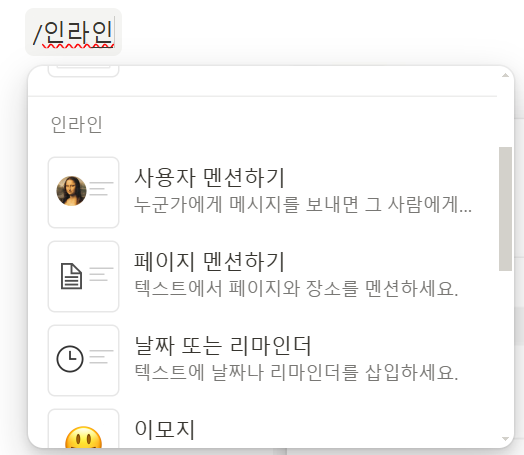 /인라인
인라인
사용자 멘션하기
누군가에게 메시지를 보내면 그 사람에게...
페이지 멘션하기
텍스트에서 페이지와 장소를 멘션하세요.
날짜 또는 리마인더
텍스트에 날짜나 리마인더를 삽입하세요.
이모지